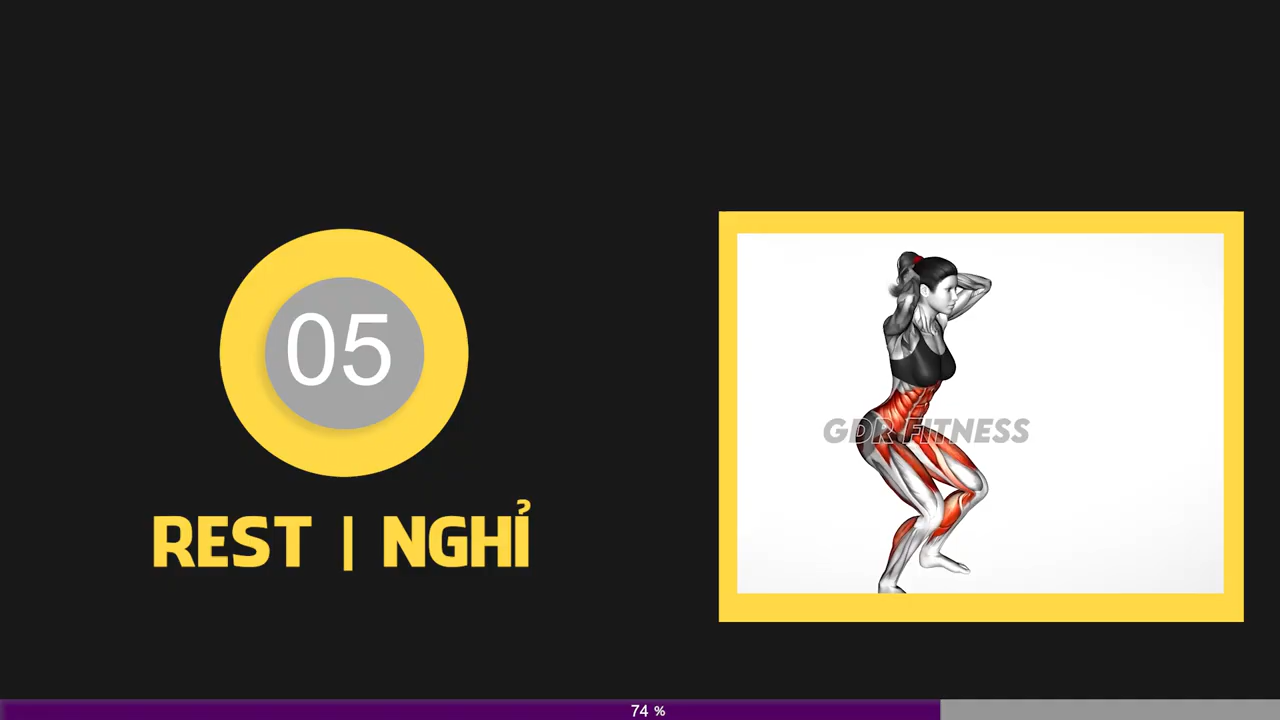 05
REST | NGHỈ
GDR FITNESS
74 %